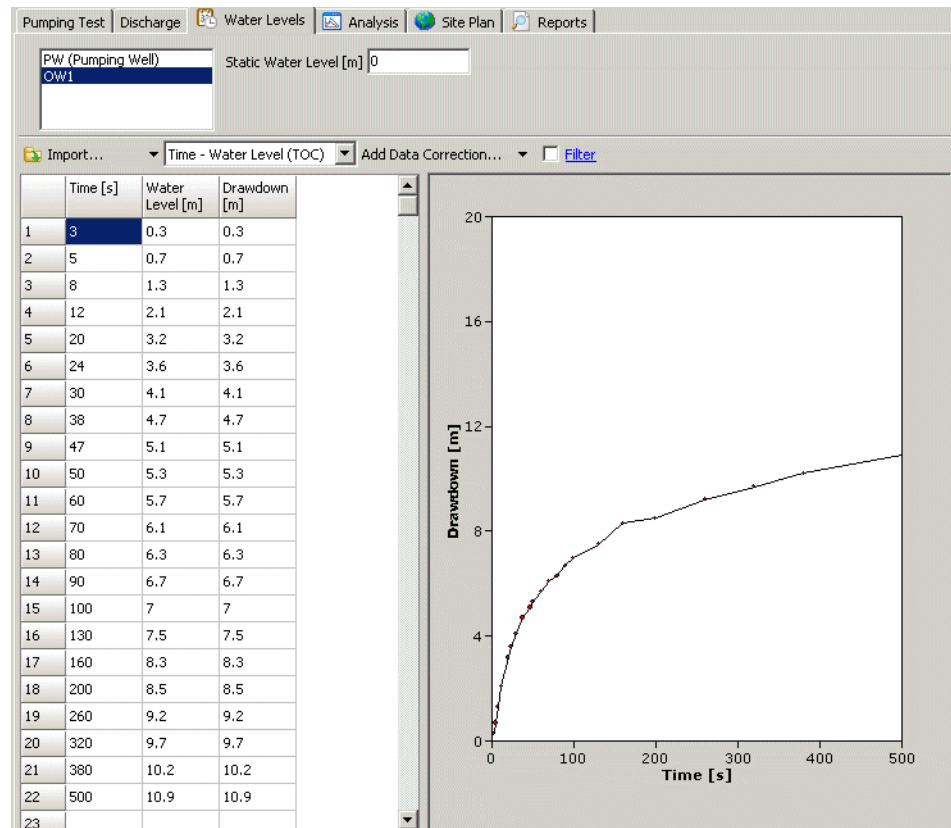 Pumping Test Discharge Water Levels Analysis Site Plan Reports
PW (Pumping Well) Static Water Level [m] 0
OW1
Import... Time - Water Level (TOC) Add Data Correction... Filter
Time [s] Water Level [m] Drawdown [m]
1 3 0.3 0.3
2 5 0.7 0.7
3 8 1.3 1.3
4 12 2.1 2.1
5 20 3.2 3.2
6 24 3.6 3.6
7 30 4.1 4.1
8 38 4.7 4.7
9 47 5.1 5.1
10 50 5.3 5.3
11 60 5.7 5.7
12 70 6.1 6.1
13 80 6.3 6.3
14 90 6.7 6.7
15 100 7 7
16 130 7.5 7.5
17 160 8.3 8.3
18 200 8.5 8.5
19 260 9.2 9.2
20 320 9.7 9.7
21 380 10.2 10.2
22 500 10.9 10.9
23
20
16
12
8
4
0
Drawdown [m]
0 100 200 300 400 500
Time [s]